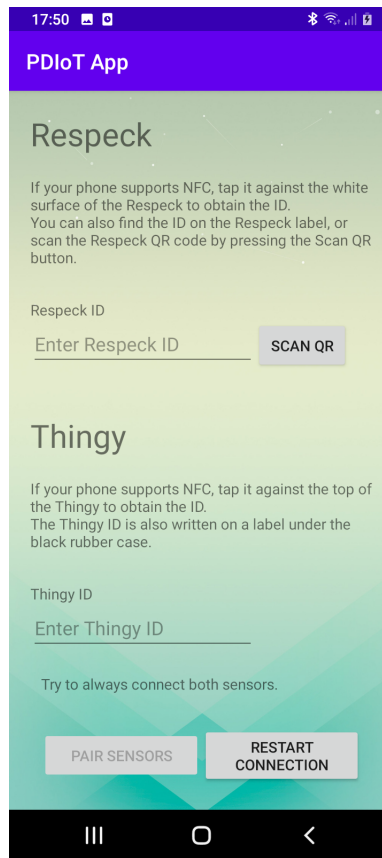 17:50
PDIoT App
Respeck
If your phone supports NFC, tap it against the white
surface of the Respeck to obtain the ID.
You can also find the ID on the Respeck label, or
scan the Respeck QR code by pressing the Scan QR
button.
Respeck ID
Enter Respeck ID
SCAN QR
Thingy
If your phone supports NFC, tap it against the top of
the Thingy to obtain the ID.
The Thingy ID is also written on a label under the
black rubber case.
Thingy ID
Enter Thingy ID
Try to always connect both sensors.
PAIR SENSORS
RESTART
CONNECTION